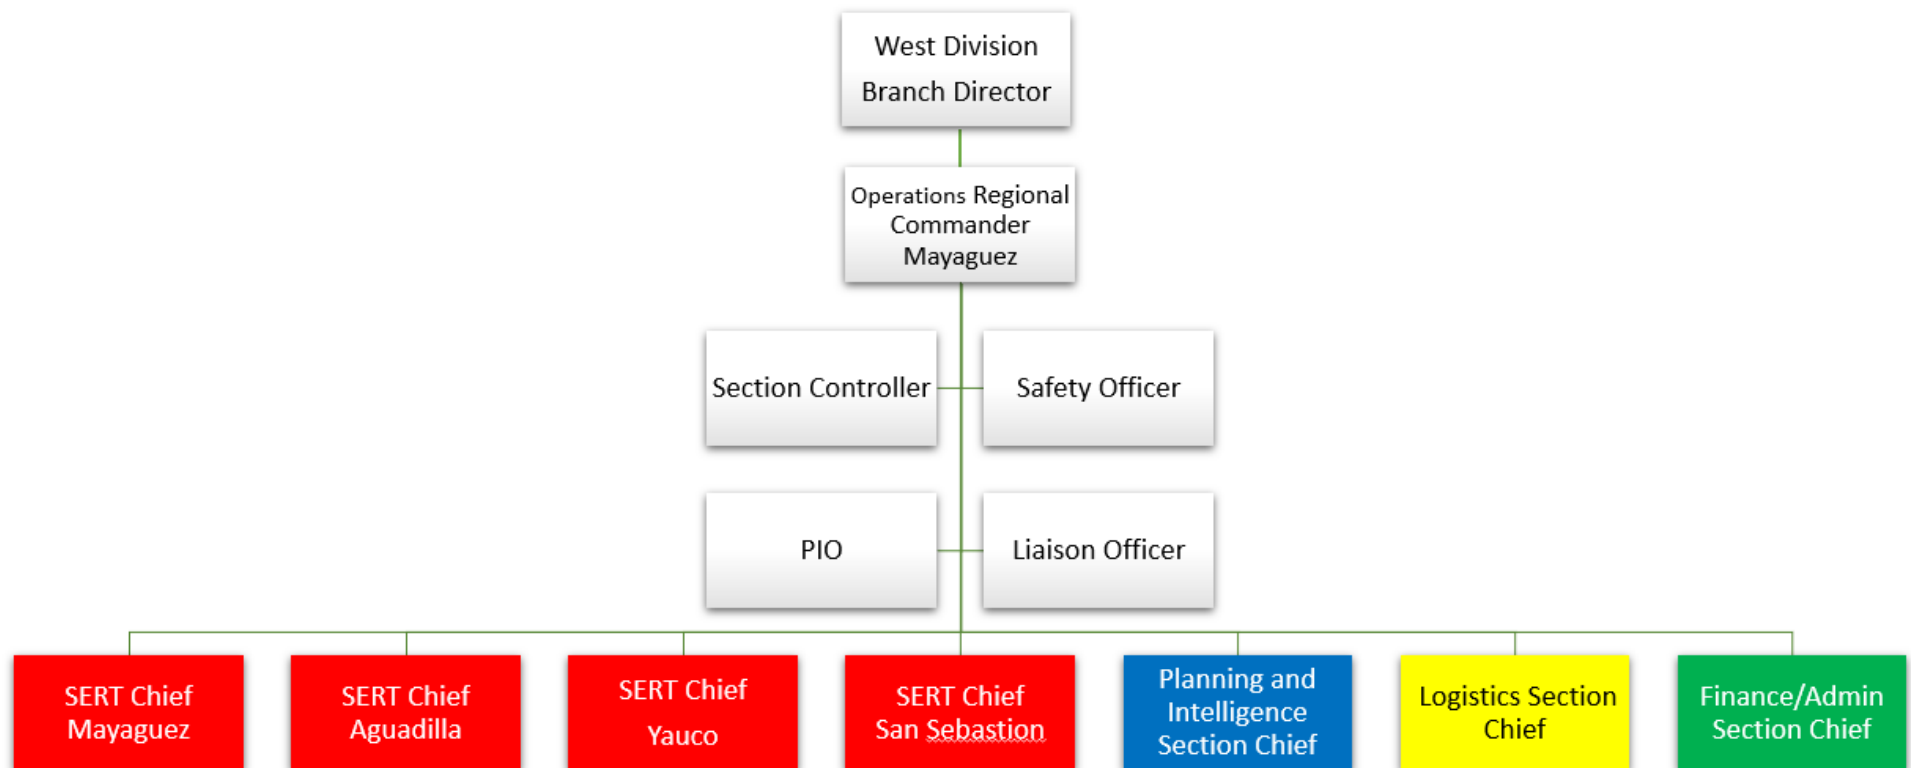 West Division
Branch Director
Operations Regional
Commander
Mayaguez
Section Controller
Safety Officer
PIO
Liaison Officer
SERT Chief
Mayaguez
SERT Chief
Aguadilla
SERT Chief
Yauco
SERT Chief
San Sebastion
Planning and
Intelligence
Section Chief
Logistics Section
Chief
Finance/Admin
Section Chief